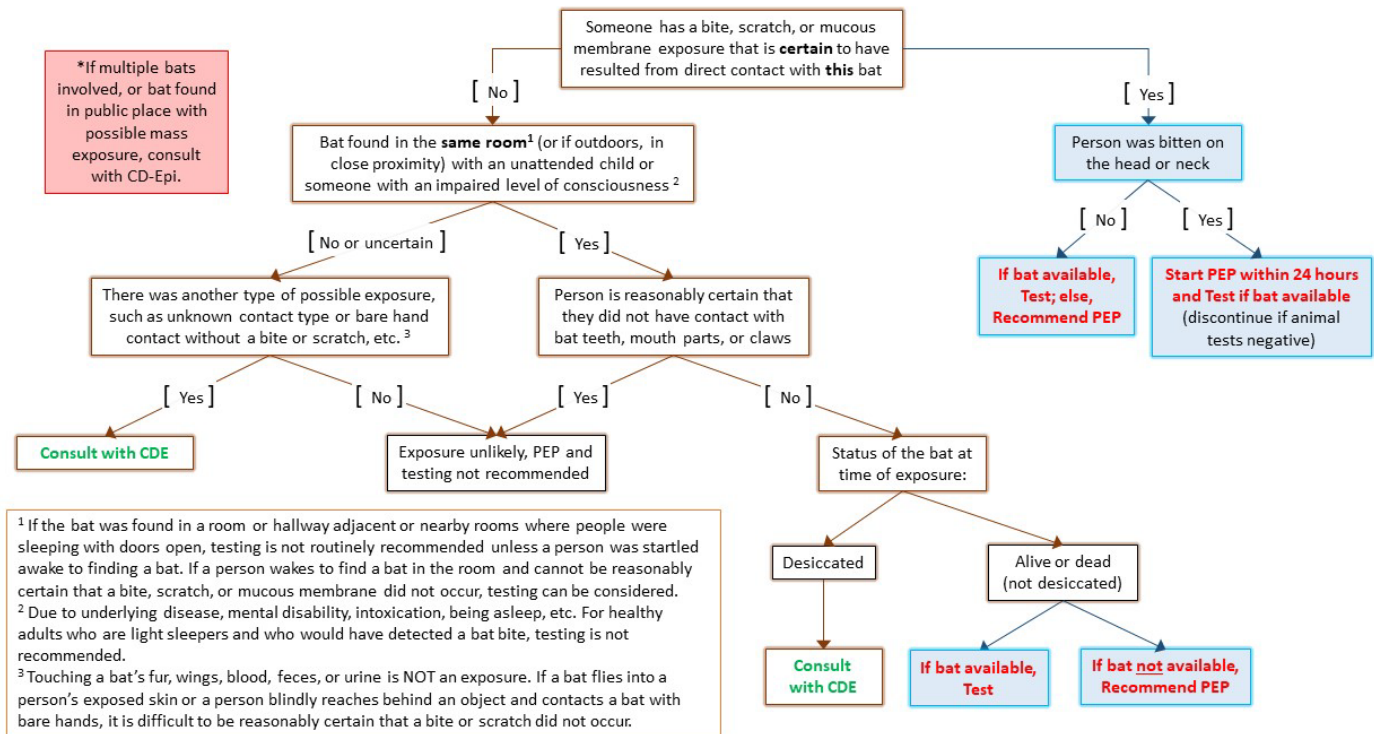 Someone has a bite, scratch, or mucous
membrane exposure that is certain to have
resulted from direct contact with this bat
*If multiple bats
involved, or bat found
in public place with
possible mass
exposure, consult
with CD-Epi.
[ No ]
[ Yes ]
Bat found in the same room¹ (or if outdoors, in
close proximity) with an unattended child or
someone with an impaired level of consciousness ²
Person was bitten on
the head or neck
[ No or uncertain ]
[ Yes ]
[ No ]
[ Yes ]
There was another type of possible exposure,
such as unknown contact type or bare hand
contact without a bite or scratch, etc. ³
Person is reasonably certain that
they did not have contact with
bat teeth, mouth parts, or claws
If bat available,
Test; else,
Recommend PEP
Start PEP within 24 hours
and Test if bat available
(discontinue if animal
tests negative)
[ Yes ]
[ No ]
[ Yes ]
[ No ]
Consult with CDE
Exposure unlikely, PEP and
testing not recommended
Status of the bat at
time of exposure:
Desiccated
Alive or dead
(not desiccated)
Consult
with CDE
If bat available,
Test
If bat not available,
Recommend PEP
¹ If the bat was found in a room or hallway adjacent or nearby rooms where people were
sleeping with doors open, testing is not routinely recommended unless a person was startled
awake to finding a bat. If a person wakes to find a bat in the room and cannot be reasonably
certain that a bite, scratch, or mucous membrane did not occur, testing can be considered.
² Due to underlying disease, mental disability, intoxication, being asleep, etc. For healthy
adults who are light sleepers and who would have detected a bat bite, testing is not
recommended.
³ Touching a bat's fur, wings, blood, feces, or urine is NOT an exposure. If a bat flies into a
person's exposed skin or a person blindly reaches behind an object and contacts a bat with
bare hands, it is difficult to be reasonably certain that a bite or scratch did not occur.